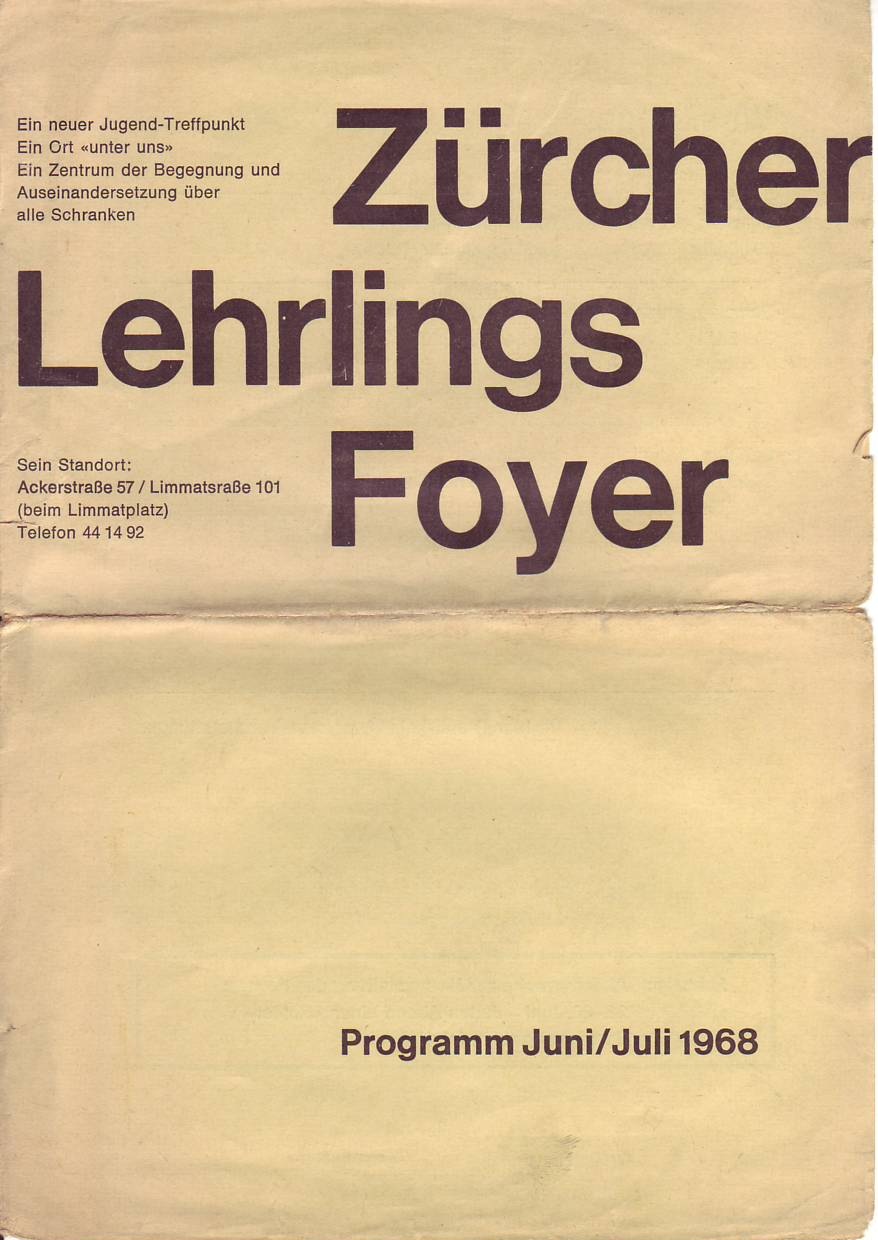 Ein neuer Jugend-Treffpunkt
Ein Ort «unter uns»
Ein Zentrum der Begegnung und
Auseinandersetzung über
alle Schranken
Zürcher
Lehrlings
Foyer
Sein Standort:
Ackerstraße 57 / Limmatsraße 101
(beim Limmatplatz)
Telefon 44 14 92
Programm Juni/Juli 1968